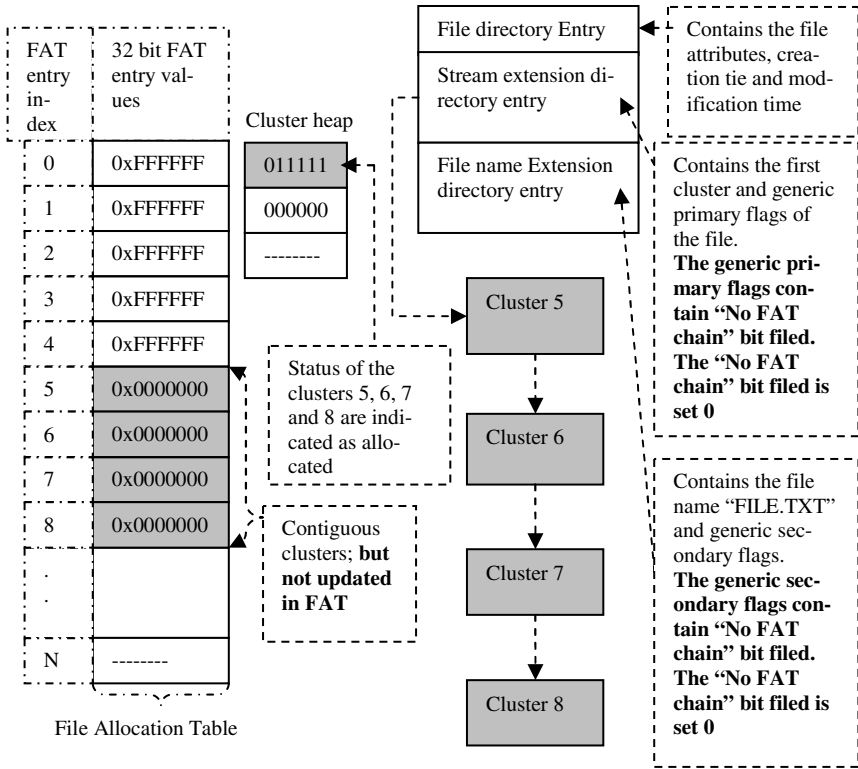 FAT
entry
in-
dex
32 bit FAT
entry val-
ues
0 0xFFFFFF
1 0xFFFFFF
2 0xFFFFFF
3 0xFFFFFF
4 0xFFFFFF
5 0x0000000
6 0x0000000
7 0x0000000
8 0x0000000
.
.
N --------
File Allocation Table
Cluster heap
011111
000000
--------
Status of the
clusters 5, 6, 7
and 8 are indi-
cated as allo-
cated
Contiguous
clusters; but
not updated
in FAT
File directory Entry
Stream extension di-
rectory entry
File name Extension
directory entry
Cluster 5
Cluster 6
Cluster 7
Cluster 8
Contains the file
attributes, creation
tie and mod-
ification time
Contains the first
cluster and generic
primary flags of
the file.
The generic pri-
mary flags con-
tain “No FAT
chain” bit filed.
The “No FAT
chain” bit filed is
set 0
Contains the file
name “FILE.TXT”
and generic sec-
ondary flags.
The generic sec-
ondary flags con-
tain “No FAT
chain” bit filed.
The “No FAT
chain” bit filed is
set 0